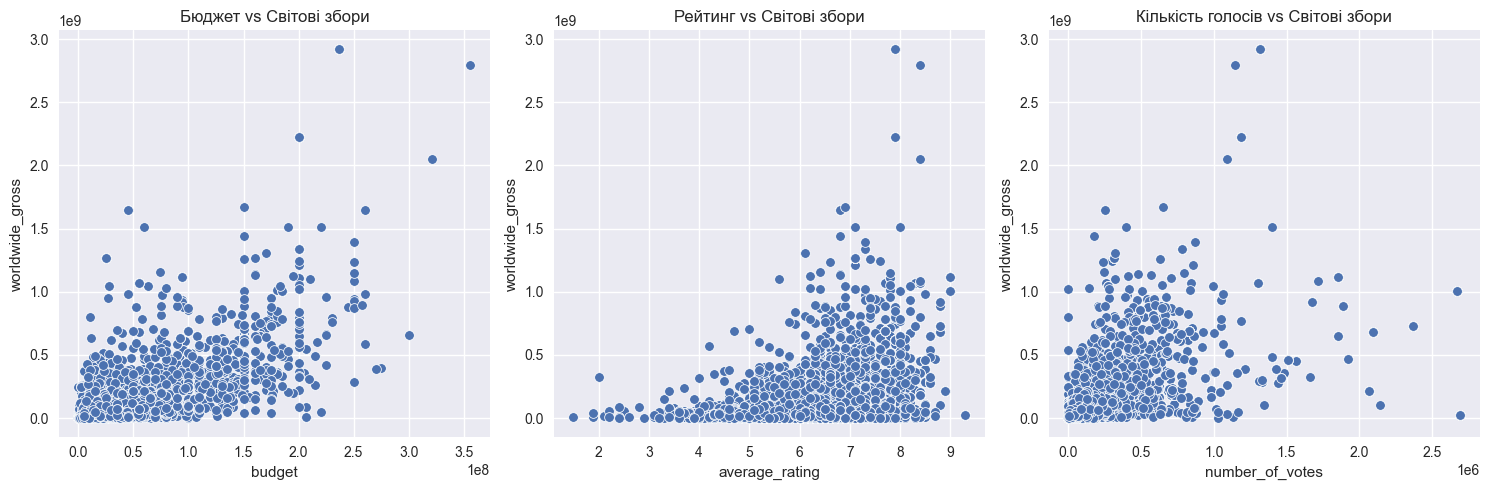 Бюджет vs Світові збори
1e9
3.0
2.5
2.0
1.5
1.0
0.5
0.0
worldwide_gross
0.0 0.5 1.0 1.5 2.0 2.5 3.0 3.5
1e8
budget
Рейтинг vs Світові збори
1e9
3.0
2.5
2.0
1.5
1.0
0.5
0.0
worldwide_gross
2 3 4 5 6 7 8 9
average_rating
Кількість голосів vs Світові збори
1e9
3.0
2.5
2.0
1.5
1.0
0.5
0.0
worldwide_gross
0.0 0.5 1.0 1.5 2.0 2.5
1e6
number_of_votes